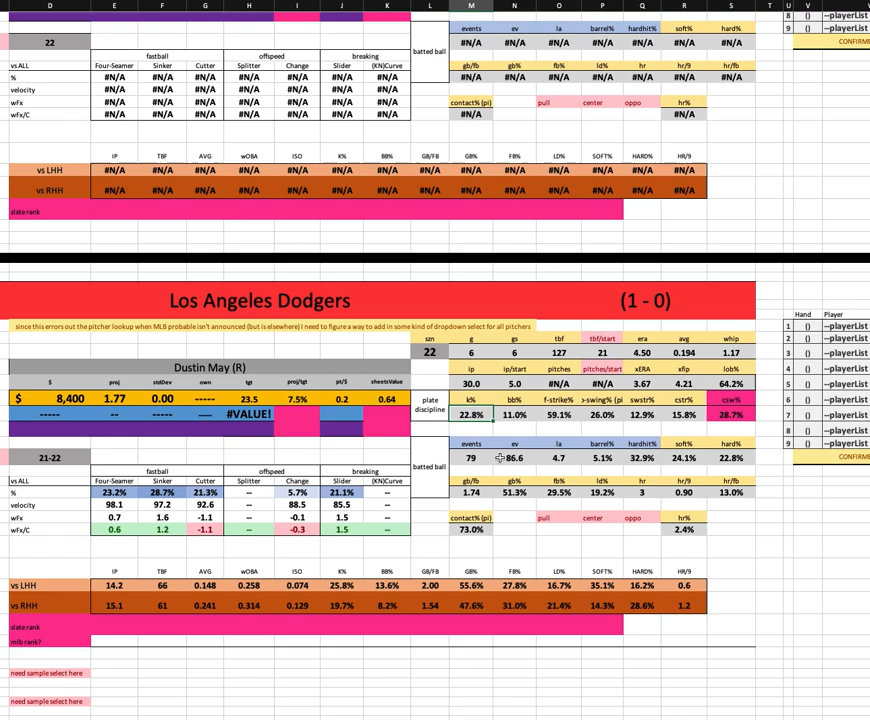 D E F G H I J K L M N O P Q R S T U V
8 () --playerList
9 () --playerList
CONFIRME
events ev la barrel% hardhit% soft% hard%
22 #N/A #N/A #N/A #N/A #N/A #N/A #N/A
fastball offspeed breaking batted ball
vs ALL Four-Seamer Sinker Cutter Splitter Change Slider (KN)Curve gb/fb gb% fb% ld% hr hr/9 hr/fb
% #N/A #N/A #N/A #N/A #N/A #N/A #N/A #N/A #N/A #N/A #N/A #N/A #N/A #N/A
velocity #N/A #N/A #N/A #N/A #N/A #N/A #N/A
wFx #N/A #N/A #N/A #N/A #N/A #N/A #N/A contact% (pi) pull center oppo hr%
wFx/C #N/A #N/A #N/A #N/A #N/A #N/A #N/A #N/A #N/A
IP TBF AVG wOBA ISO K% BB% GB/FB GB% FB% LD% SOFT% HARD% HR/9
vs LHH #N/A #N/A #N/A #N/A #N/A #N/A #N/A #N/A #N/A #N/A #N/A #N/A #N/A #N/A
vs RHH #N/A #N/A #N/A #N/A #N/A #N/A #N/A #N/A #N/A #N/A #N/A #N/A #N/A #N/A
slate rank
Los Angeles Dodgers (1 - 0)
Hand Player
since this errors out the pitcher lookup when MLB probable isn't announced (but is elsewhere) I need to figure a way to add in some kind of dropdown select for all pitchers
1 () --playerList
szn g gs tbf tbf/start era avg whip
2 () --playerList
22 6 6 127 21 4.50 0.194 1.17
3 () --playerList
Dustin May (R) ip ip/start pitches pitches/start xERA xfip lob%
4 () --playerList
$ proj stdDev own tgt proj/tgt pt/$ sheetsValue 30.0 5.0 #N/A #N/A 3.67 4.21 64.2%
5 () --playerList
$ 8,400 1.77 0.00 ----- 23.5 7.5% 0.2 0.64 plate discipline k% bb% f-strike% >-swing% (pi swstr% cstr% csw%
6 () --playerList
----- -- ----- ---- #VALUE! 22.8% 11.0% 59.1% 26.0% 12.9% 15.8% 28.7%
7 () --playerList
8 () --playerList
events ev la barrel% hardhit% soft% hard%
9 () --playerList
21-22 79 86.6 4.7 5.1% 32.9% 24.1% 22.8%
CONFIRME
fastball offspeed breaking batted ball
vs ALL Four-Seamer Sinker Cutter Splitter Change Slider (KN)Curve gb/fb gb% fb% ld% hr hr/9 hr/fb
% 23.2% 28.7% 21.3% -- 5.7% 21.1% -- 1.74 51.3% 29.5% 19.2% 3 0.90 13.0%
velocity 98.1 97.2 92.6 -- 88.5 85.5 --
wFx 0.7 1.6 -1.1 -- -0.1 1.5 -- contact% (pi) pull center oppo hr%
wFx/C 0.6 1.2 -1.1 -- -0.3 1.5 -- 73.0% 2.4%
IP TBF AVG wOBA ISO K% BB% GB/FB GB% FB% LD% SOFT% HARD% HR/9
vs LHH 14.2 66 0.148 0.258 0.074 25.8% 13.6% 2.00 55.6% 27.8% 16.7% 35.1% 16.2% 0.6
vs RHH 15.1 61 0.241 0.314 0.129 19.7% 8.2% 1.54 47.6% 31.0% 21.4% 14.3% 28.6% 1.2
slate rank
mlb rank?
need sample select here
need sample select here